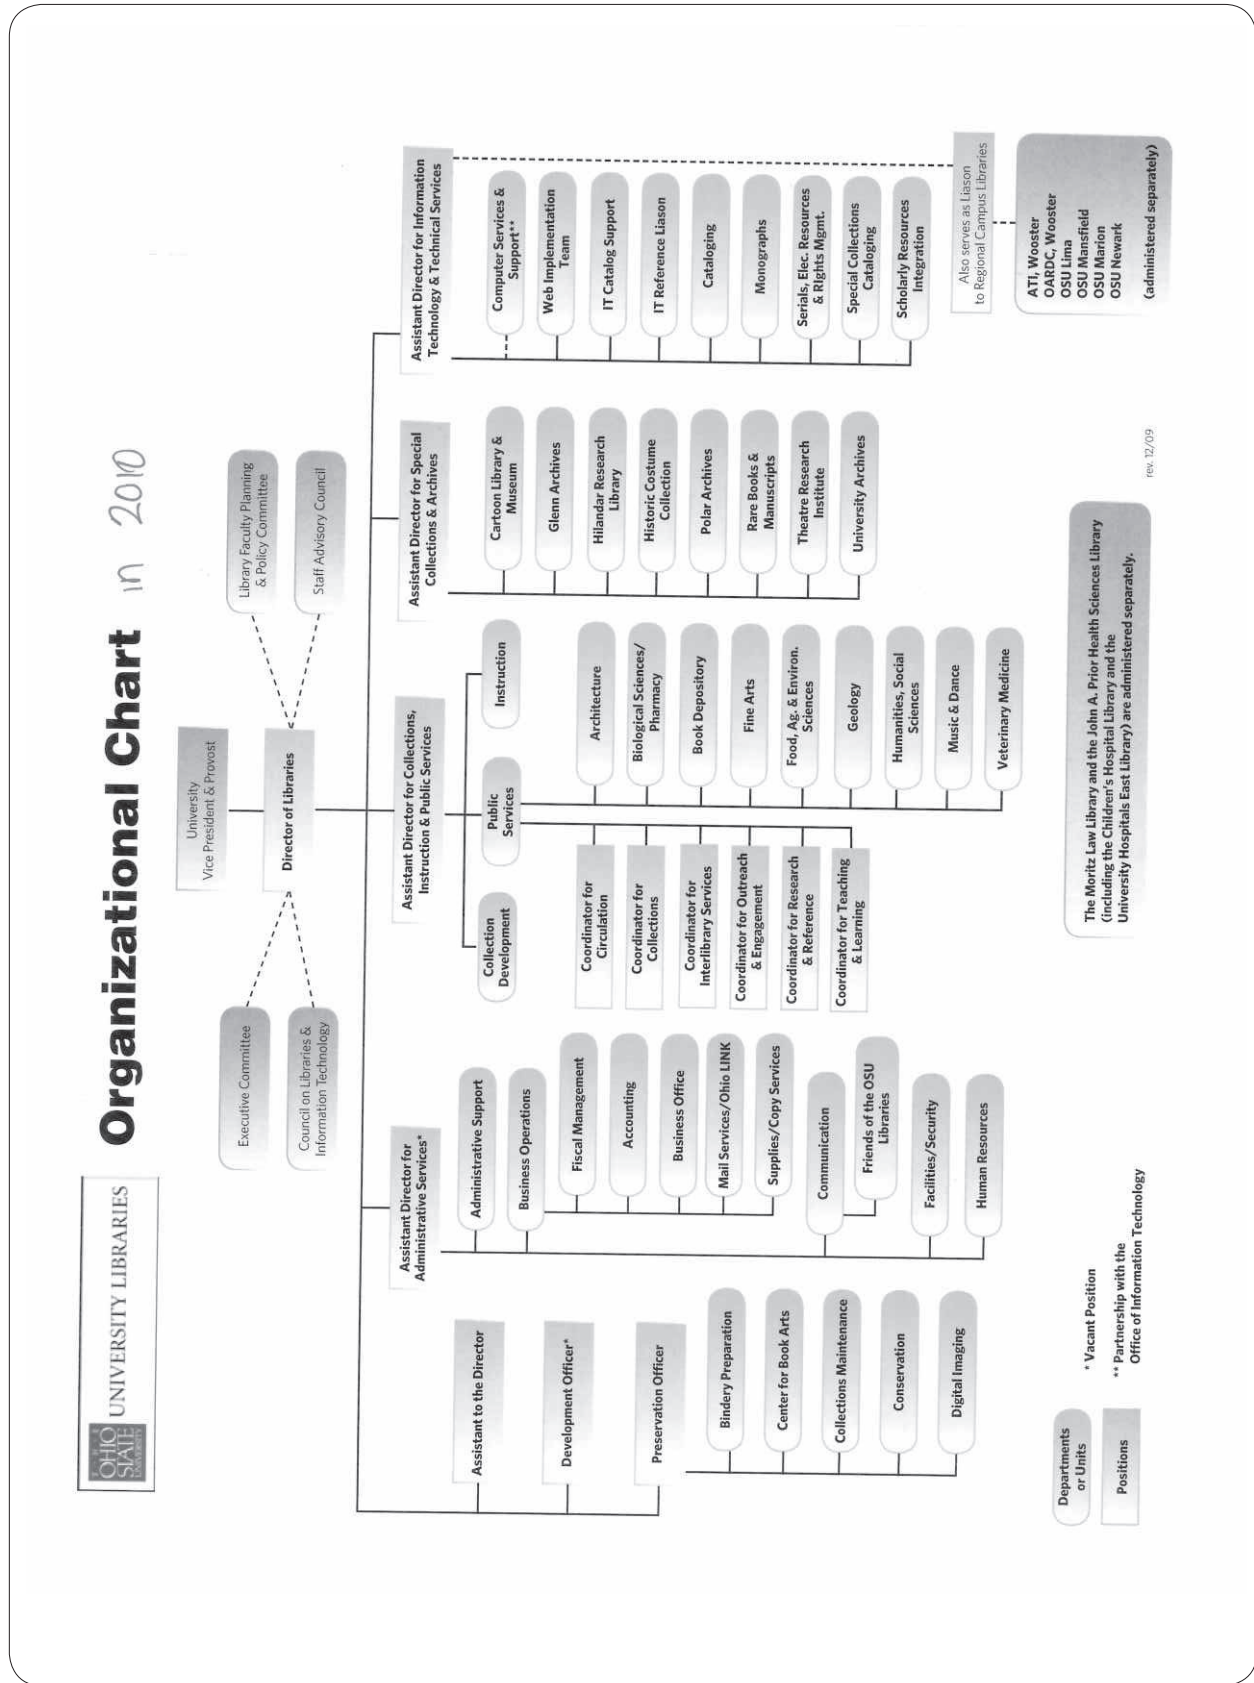 THE
OHIO
STATE
UNIVERSITY
UNIVERSITY LIBRARIES
Organizational Chart in 2010
University
Vice President & Provost
Executive Committee
Council on Libraries &
Information Technology
Director of Libraries
Library Faculty Planning
& Policy Committee
Staff Advisory Council
Assistant to the Director
Development Officer*
Preservation Officer
Bindery Preparation
Center for Book Arts
Collections Maintenance
Conservation
Digital Imaging
Assistant Director for
Administrative Services*
Administrative Support
Business Operations
Fiscal Management
Accounting
Business Office
Mail Services/Ohio LINK
Supplies/Copy Services
Communication
Friends of the OSU
Libraries
Facilities/Security
Human Resources
Assistant Director for Collections,
Instruction & Public Services
Collection
Development
Public
Services
Instruction
Coordinator for
Circulation
Coordinator for
Collections
Coordinator for
Interlibrary Services
Coordinator for Outreach
& Engagement
Coordinator for Research
& Reference
Coordinator for Teaching
& Learning
Architecture
Biological Sciences/
Pharmacy
Book Depository
Fine Arts
Food, Ag. & Environ.
Sciences
Geology
Humanities, Social
Sciences
Music & Dance
Veterinary Medicine
Assistant Director for Special
Collections & Archives
Cartoon Library &
Museum
Glenn Archives
Hilandar Research
Library
Historic Costume
Collection
Polar Archives
Rare Books &
Manuscripts
Theatre Research
Institute
University Archives
Assistant Director for Information
Technology & Technical Services
Computer Services &
Support**
Web Implementation
Team
IT Catalog Support
IT Reference Liason
Cataloging
Monographs
Serials, Elec. Resources
& Rights Mgmt.
Special Collections
Cataloging
Scholarly Resources
Integration
Also serves as Liason
to Regional Campus Libraries
ATI, Wooster
OARDC, Wooster
OSU Lima
OSU Mansfield
OSU Marion
OSU Newark
(administered separately)
Departments
or Units
Positions
* Vacant Position
** Partnership with the
Office of Information Technology
The Moritz Law Library and the John A. Prior Health Sciences Library
(including the Children's Hospital Library and the
University Hospitals East Library) are administered separately.
rev. 12/09